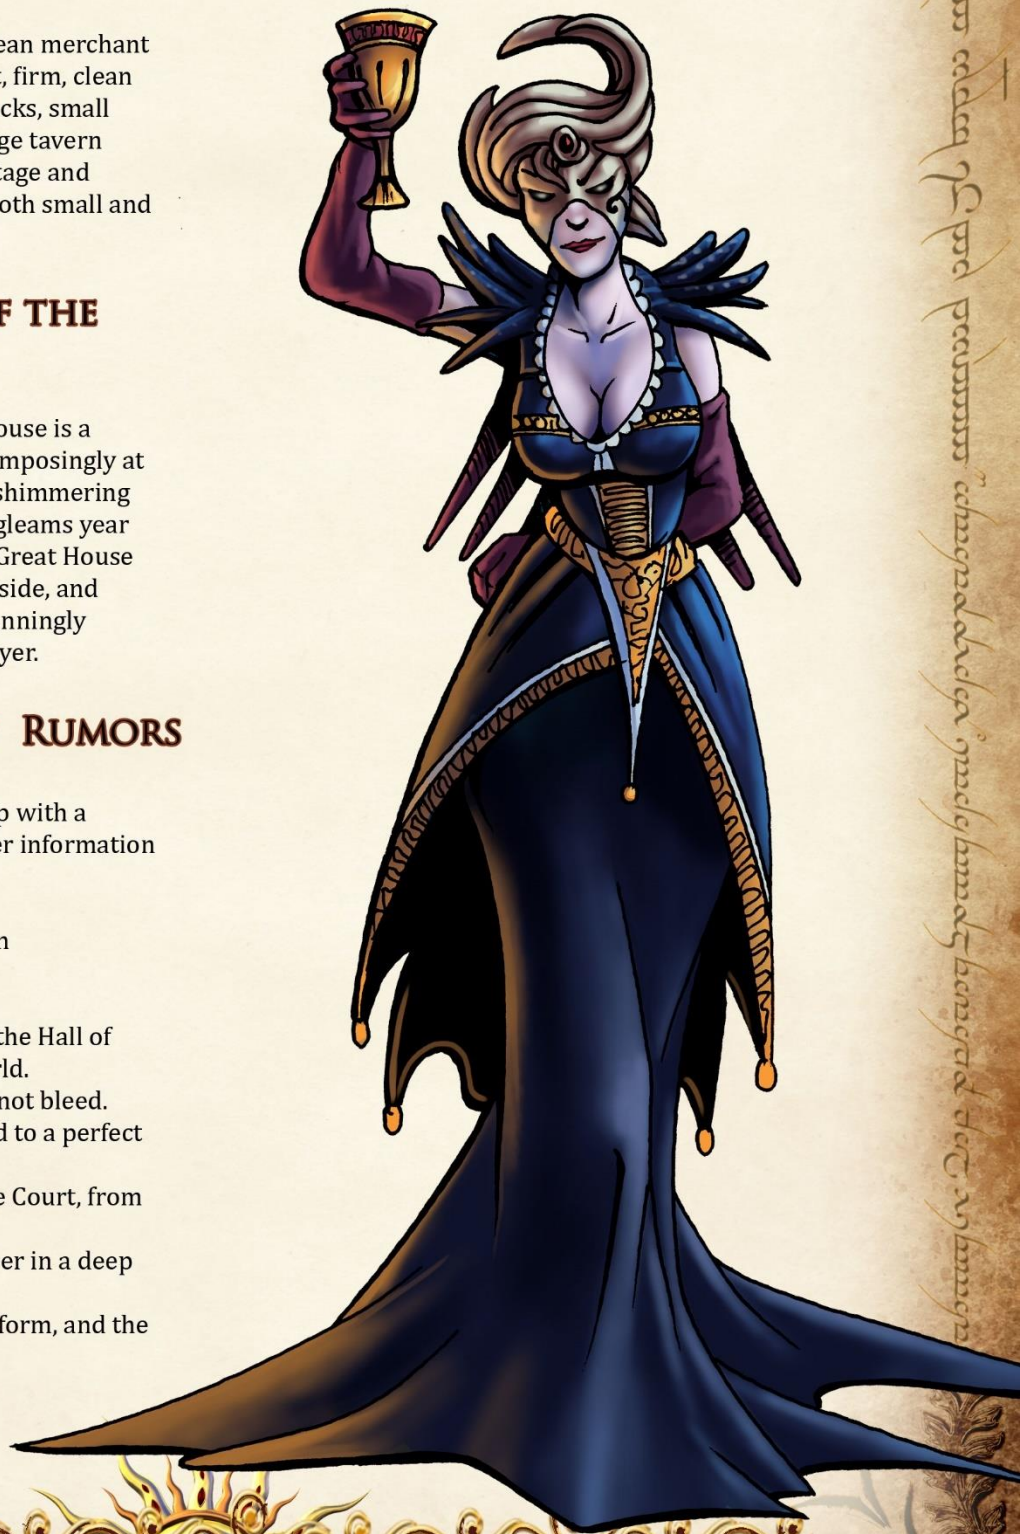 ean merchant
, firm, clean
cks, small
ge tavern
tage and
oth small and
F THE
ouse is a
mposingly at
shimmering
gleams year
Great House
side, and
nningly
yer.
RUMORS
p with a
er information
n
the Hall of
ld.
not bleed.
d to a perfect
e Court, from
er in a deep
form, and the